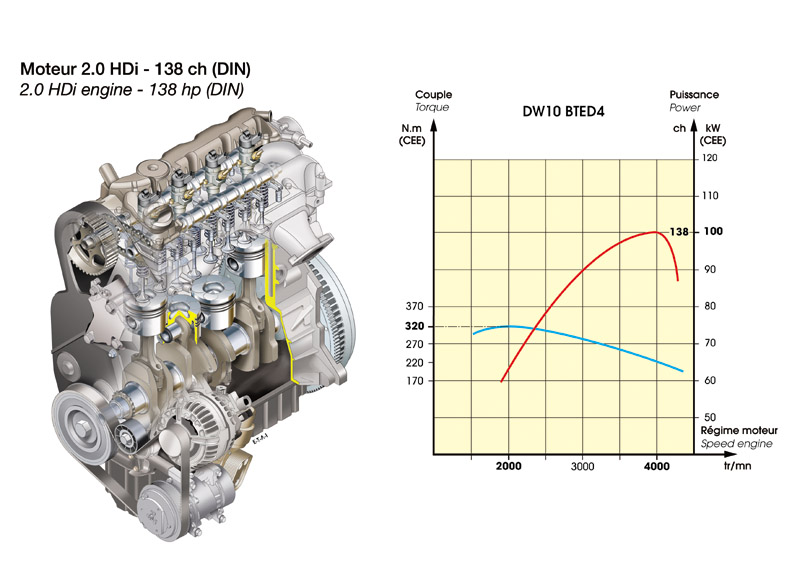 Moteur 2.0 HDi - 138 ch (DIN)
2.0 HDi engine - 138 hp (DIN)
Couple
Torque
N.m
(CEE)
DW10 BTED4
Puissance
Power
ch
kW
(CEE)
120
110
138
100
90
80
70
60
50
370
320
270
220
170
Régime moteur
Speed engine
2000
3000
4000
tr/mn